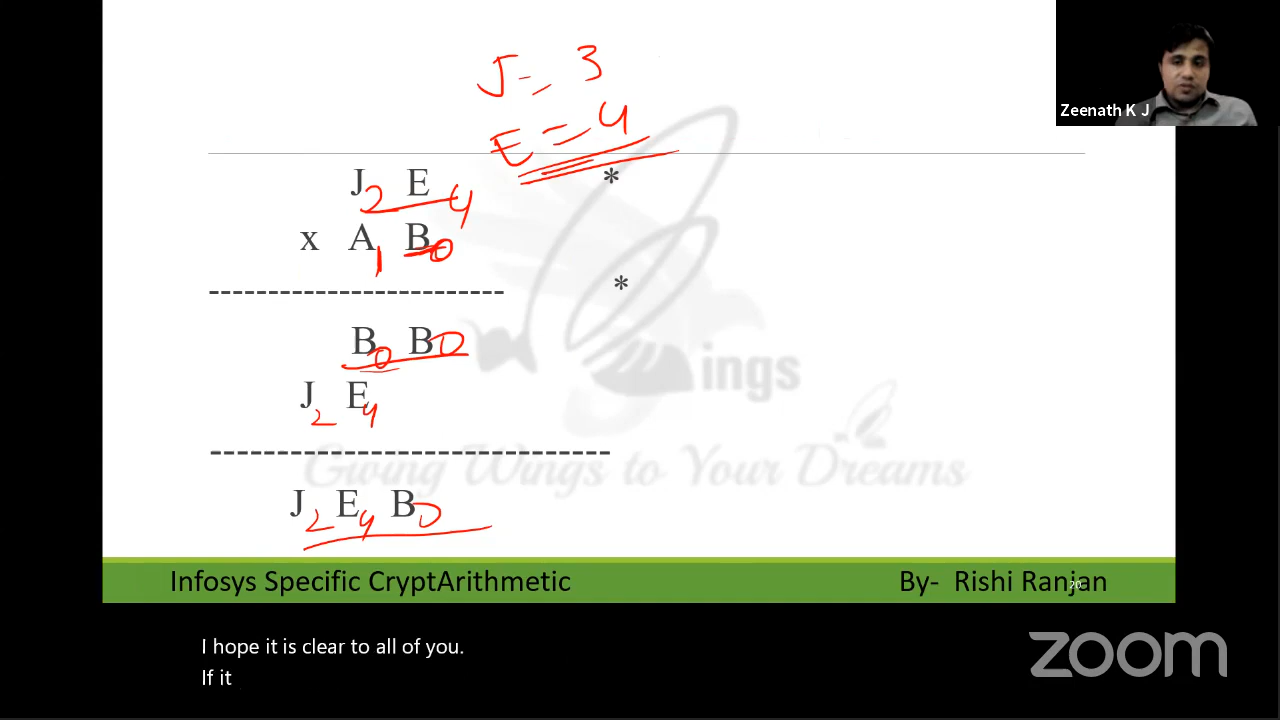 J = 3
E = 4
Zeenath K J
J 2 E 4 *
x A 1 B 0
------------------------- *
B 0 B 0
J 2 E 4
ings
---------------------------------
Giving Wings to Your Dreams
J 2 E 4 B 0
Infosys Specific CryptArithmetic By- Rishi Ranjan
20
I hope it is clear to all of you.
If it
zoom